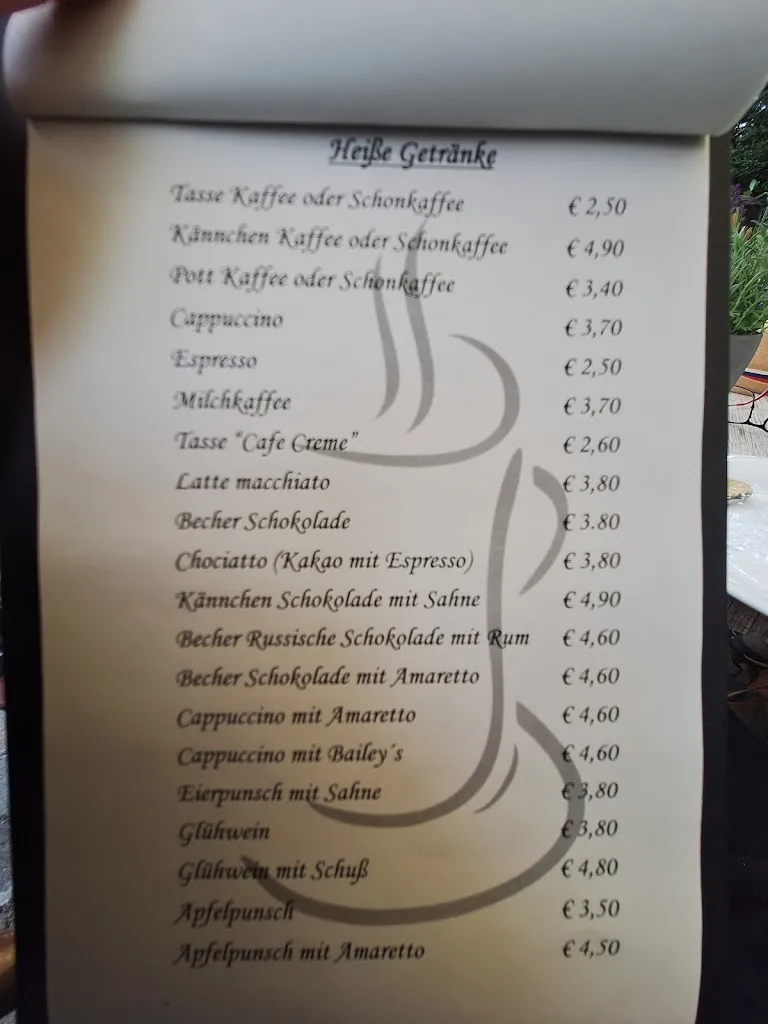 Heiße Getränke
Tasse Kaffee oder Schonkaffee € 2,50
Kännchen Kaffee oder Schonkaffee € 4,90
Pott Kaffee oder Schonkaffee € 3,40
Cappuccino € 3,70
Espresso € 2,50
Milchkaffee € 3,70
Tasse “Cafe Creme” € 2,60
Latte macchiato € 3,80
Becher Schokolade € 3.80
Chociatto (Kakao mit Espresso) € 3,80
Kännchen Schokolade mit Sahne € 4,90
Becher Russische Schokolade mit Rum € 4,60
Becher Schokolade mit Amaretto € 4,60
Cappuccino mit Amaretto € 4,60
Cappuccino mit Bailey´s € 4,60
Eierpunsch mit Sahne € 3,80
Glühwein € 3,80
Glühwein mit Schuß € 4,80
Apfelpunsch € 3,50
Apfelpunsch mit Amaretto € 4,50